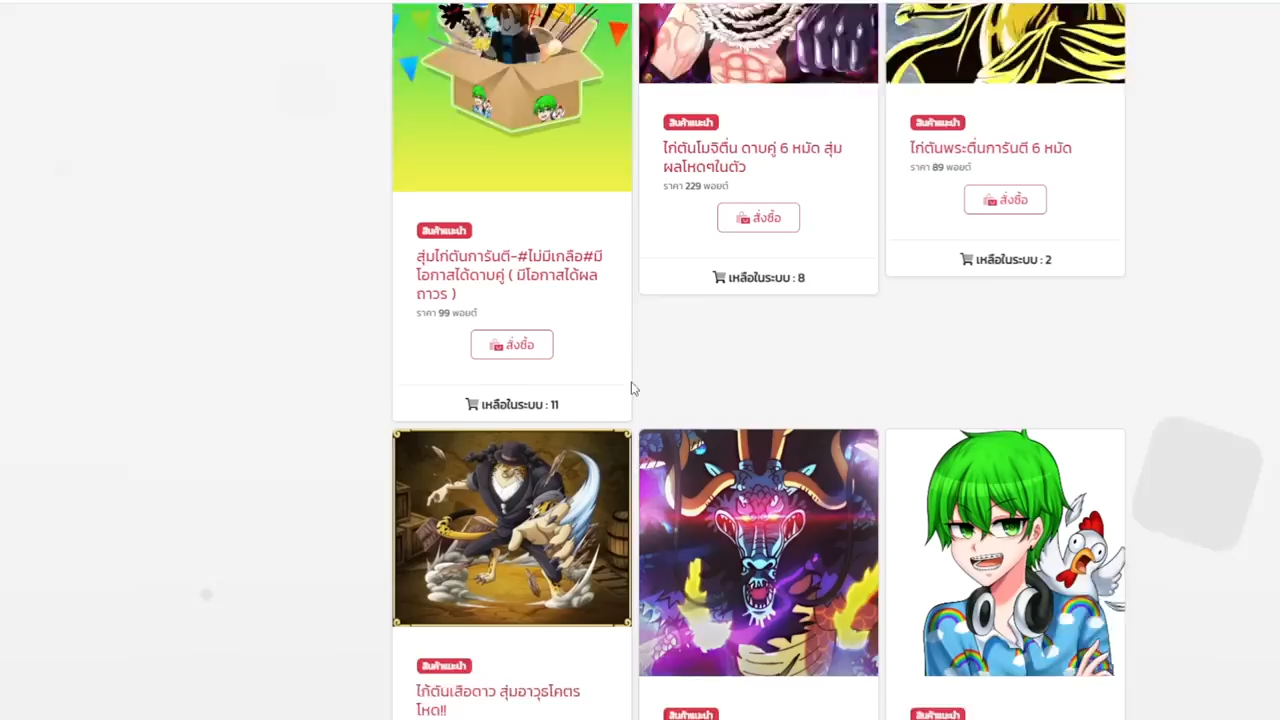 สินค้าแนะนำ
สุ่มไก่ตันการันตี-#ไม่มีเกลือ#มี
โอกาสได้ดาบคู่ ( มีโอกาสได้ผล
ถาวร )
ราคา 99 พอยต์
สั่งซื้อ
เหลือในระบบ : 11
สินค้าแนะนำ
ไก่ตันโมจิตื่น ดาบคู่ 6 หมัด สุ่ม
ผลโหดๆในตัว
ราคา 229 พอยต์
สั่งซื้อ
เหลือในระบบ : 8
สินค้าแนะนำ
ไก่ตันพระตื่นการันตี 6 หมัด
ราคา 89 พอยต์
สั่งซื้อ
เหลือในระบบ : 2
สินค้าแนะนำ
ไก้ตันเสือดาว สุ่มอาวุธโคตร
โหด!!
สินค้าแนะนำ
สินค้าแนะนำ